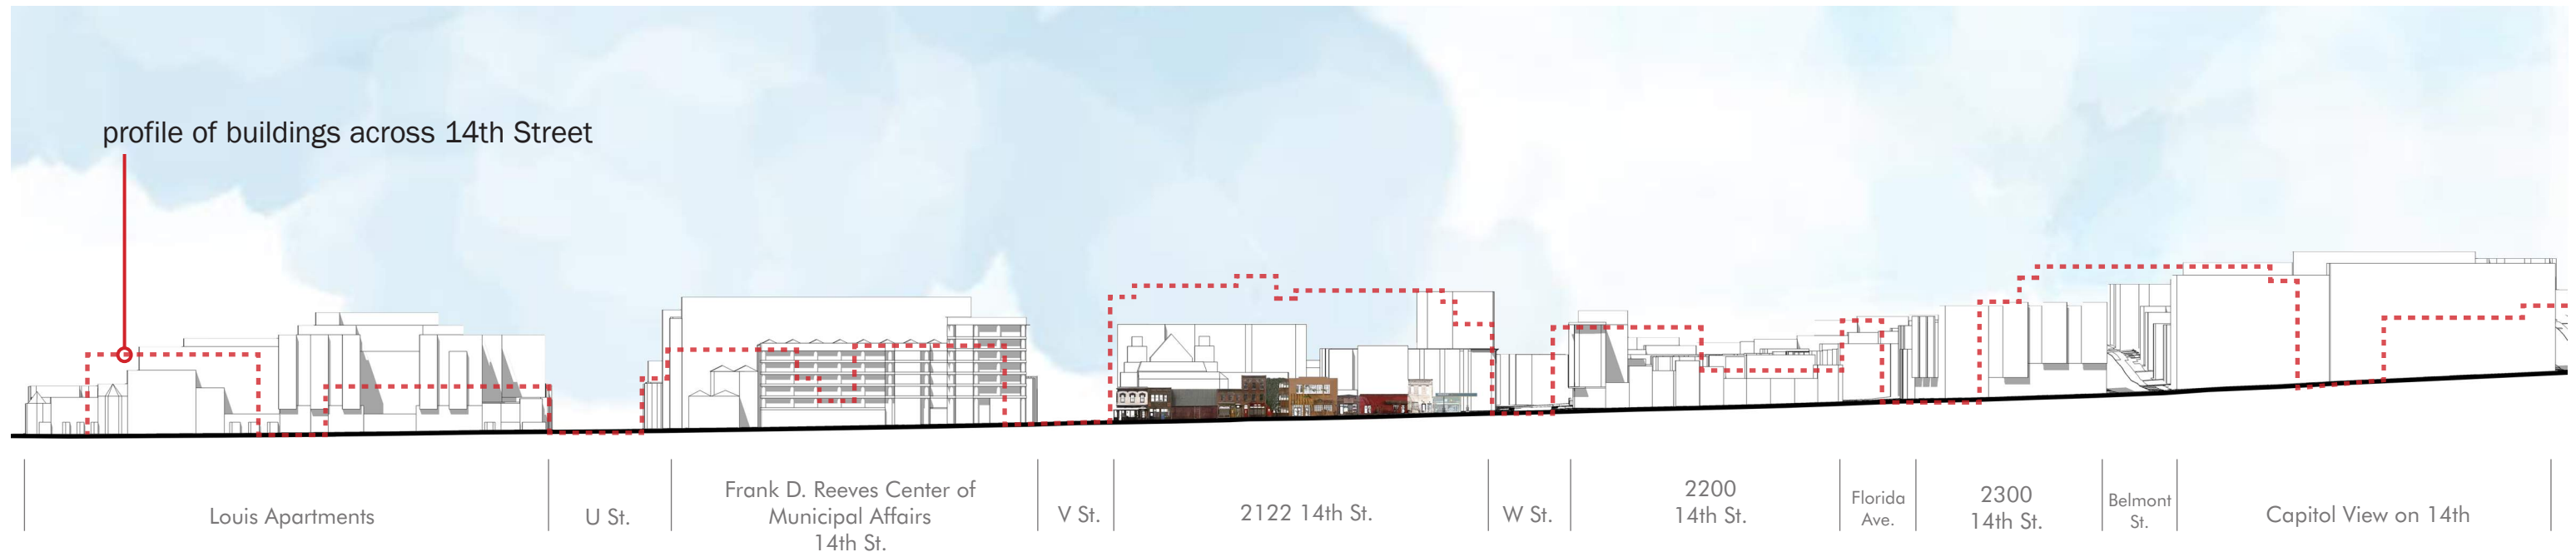 profile of buildings across 14th Street
Louis Apartments
U St.
Frank D. Reeves Center of
Municipal Affairs
14th St.
V St.
2122 14th St.
W St.
2200
14th St.
Florida
Ave.
2300
14th St.
Belmont
St.
Capitol View on 14th